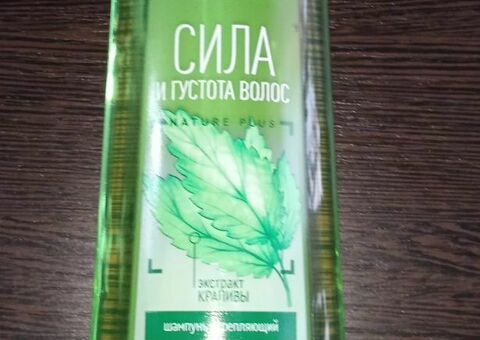 СИЛА
И ГУСТОТА ВОЛОС
NATURE PLUS
экстракт
КРАПИВЫ
шампунь укрепляющий